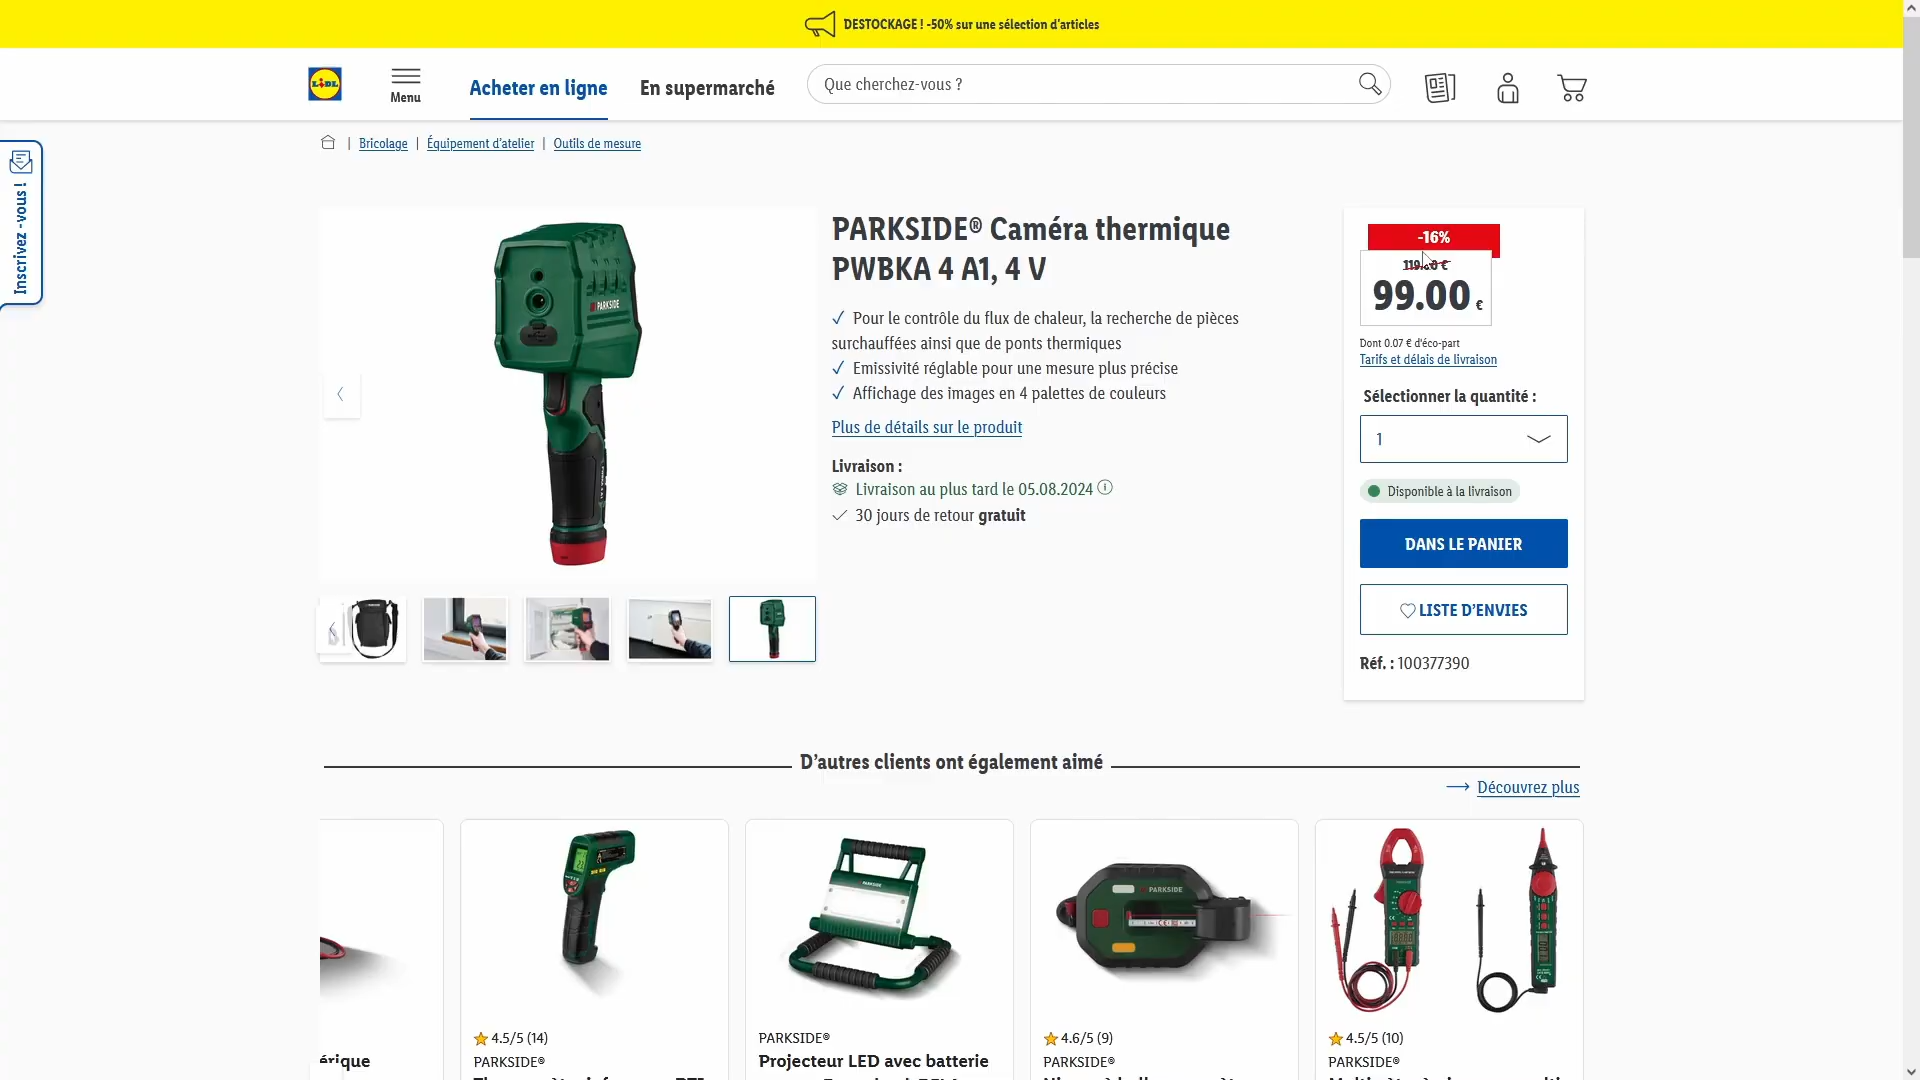 DESTOCKAGE ! -50% sur une sélection d'articles
LIDL
Menu
Acheter en ligne
En supermarché
Que cherchez-vous ?
| Bricolage | Équipement d'atelier | Outils de mesure
Inscrivez -vous !
PARKSIDE
PARKSIDE® Caméra thermique
PWBKA 4 A1, 4 V
✓ Pour le contrôle du flux de chaleur, la recherche de pièces
surchauffées ainsi que de ponts thermiques
✓ Emissivité réglable pour une mesure plus précise
✓ Affichage des images en 4 palettes de couleurs
Plus de détails sur le produit
Livraison :
Livraison au plus tard le 05.08.2024
30 jours de retour gratuit
-16%
99.00 €
Dont 0.07 € d'éco-part
Tarifs et délais de livraison
Sélectionner la quantité :
1
Disponible à la livraison
DANS LE PANIER
LISTE D'ENVIES
Réf. : 100377390
D'autres clients ont également aimé
Découvrez plus
érique
4.5/5 (14)
PARKSIDE®
PARKSIDE
PARKSIDE®
Projecteur LED avec batterie
PARKSIDE
4.6/5 (9)
PARKSIDE®
4.5/5 (10)
PARKSIDE®